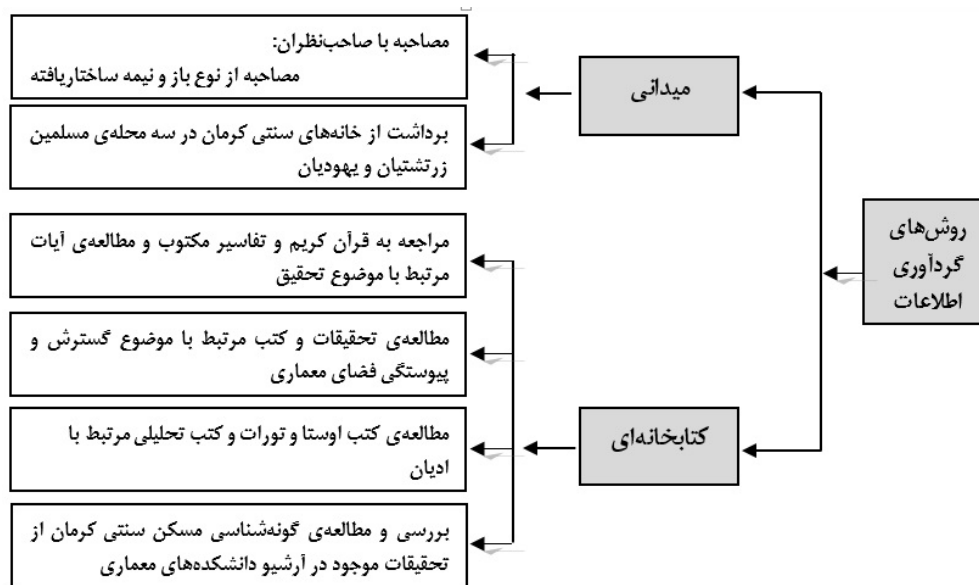 روش‌های
گردآوری
اطلاعات
میدانی
مصاحبه با صاحب‌نظران:
مصاحبه از نوع باز و نیمه ساختاریافته
برداشت از خانه‌های سنتی کرمان در سه محله‌ی مسلمین
زرتشتیان و یهودیان
کتابخانه‌ای
مراجعه به قرآن کریم و تفاسیر مکتوب و مطالعه‌ی آیات
مرتبط با موضوع تحقیق
مطالعه‌ی تحقیقات و کتب مرتبط با موضوع گسترش و
پیوستگی فضای معماری
مطالعه‌ی کتب اوستا و تورات و کتب تحلیلی مرتبط با
ادیان
بررسی و مطالعه‌ی گونه‌شناسی مسکن سنتی کرمان از
تحقیقات موجود در آرشیو دانشکده‌های معماری